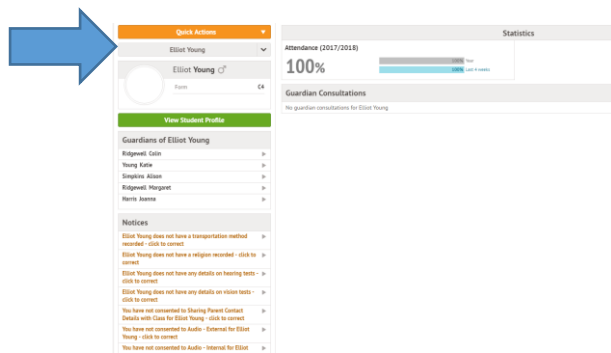 Quick Actions
Elliot Young
Elliot Young
Form C6
View Student Profile
Guardians of Elliot Young
Ridgewell Colin
Young Katie
Simpkins Alison
Ridgewell Margaret
Harris Joanna
Notices
Elliot Young does not have a transportation method
recorded - click to correct
Elliot Young does not have a religion recorded - click to
correct
Elliot Young does not have any details on hearing tests -
click to correct
Elliot Young does not have any details on vision tests -
click to correct
You have not consented to Sharing Parent Contact
Details with Class for Elliot Young - click to correct
You have not consented to Audio - External for Elliot
Young - click to correct
You have not consented to Audio - Internal for Elliot
Statistics
Attendance (2017/2018)
100%
100% Year
100% Last 4 weeks
Guardian Consultations
No guardian consultations for Elliot Young